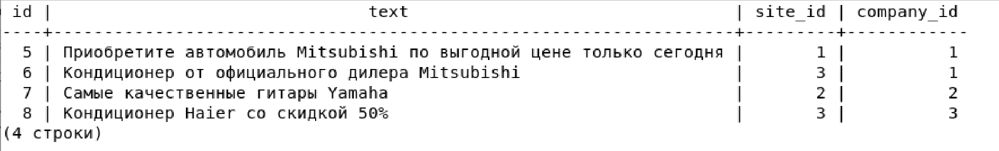 id | text | site_id | company_id
----+-------------------------------------------------------------------+---------+------------
5 | Приобретите автомобиль Mitsubishi по выгодной цене только сегодня | 1 | 1
6 | Кондиционер от официального дилера Mitsubishi | 3 | 1
7 | Самые качественные гитары Yamaha | 2 | 2
8 | Кондиционер Haier со скидкой 50% | 3 | 3
(4 строки)